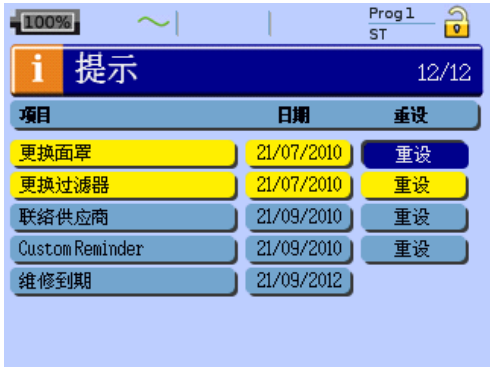 100% Prog1
ST
i 提示 12/12
项目 日期 重设
更换面罩 21/07/2010 重设
更换过滤器 21/07/2010 重设
联络供应商 21/09/2010 重设
Custom Reminder 21/09/2010 重设
维修到期 21/09/2012